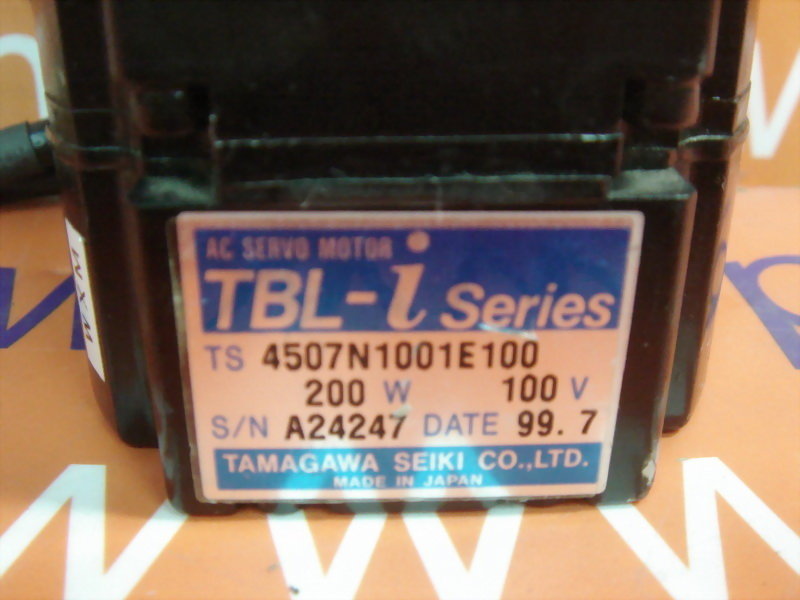 AC SERVO MOTOR
TBL-i Series
TS 4507N1001E100
200 W 100 V
S/N A24247 DATE 99. 7
TAMAGAWA SEIKI CO.,LTD.
MADE IN JAPAN